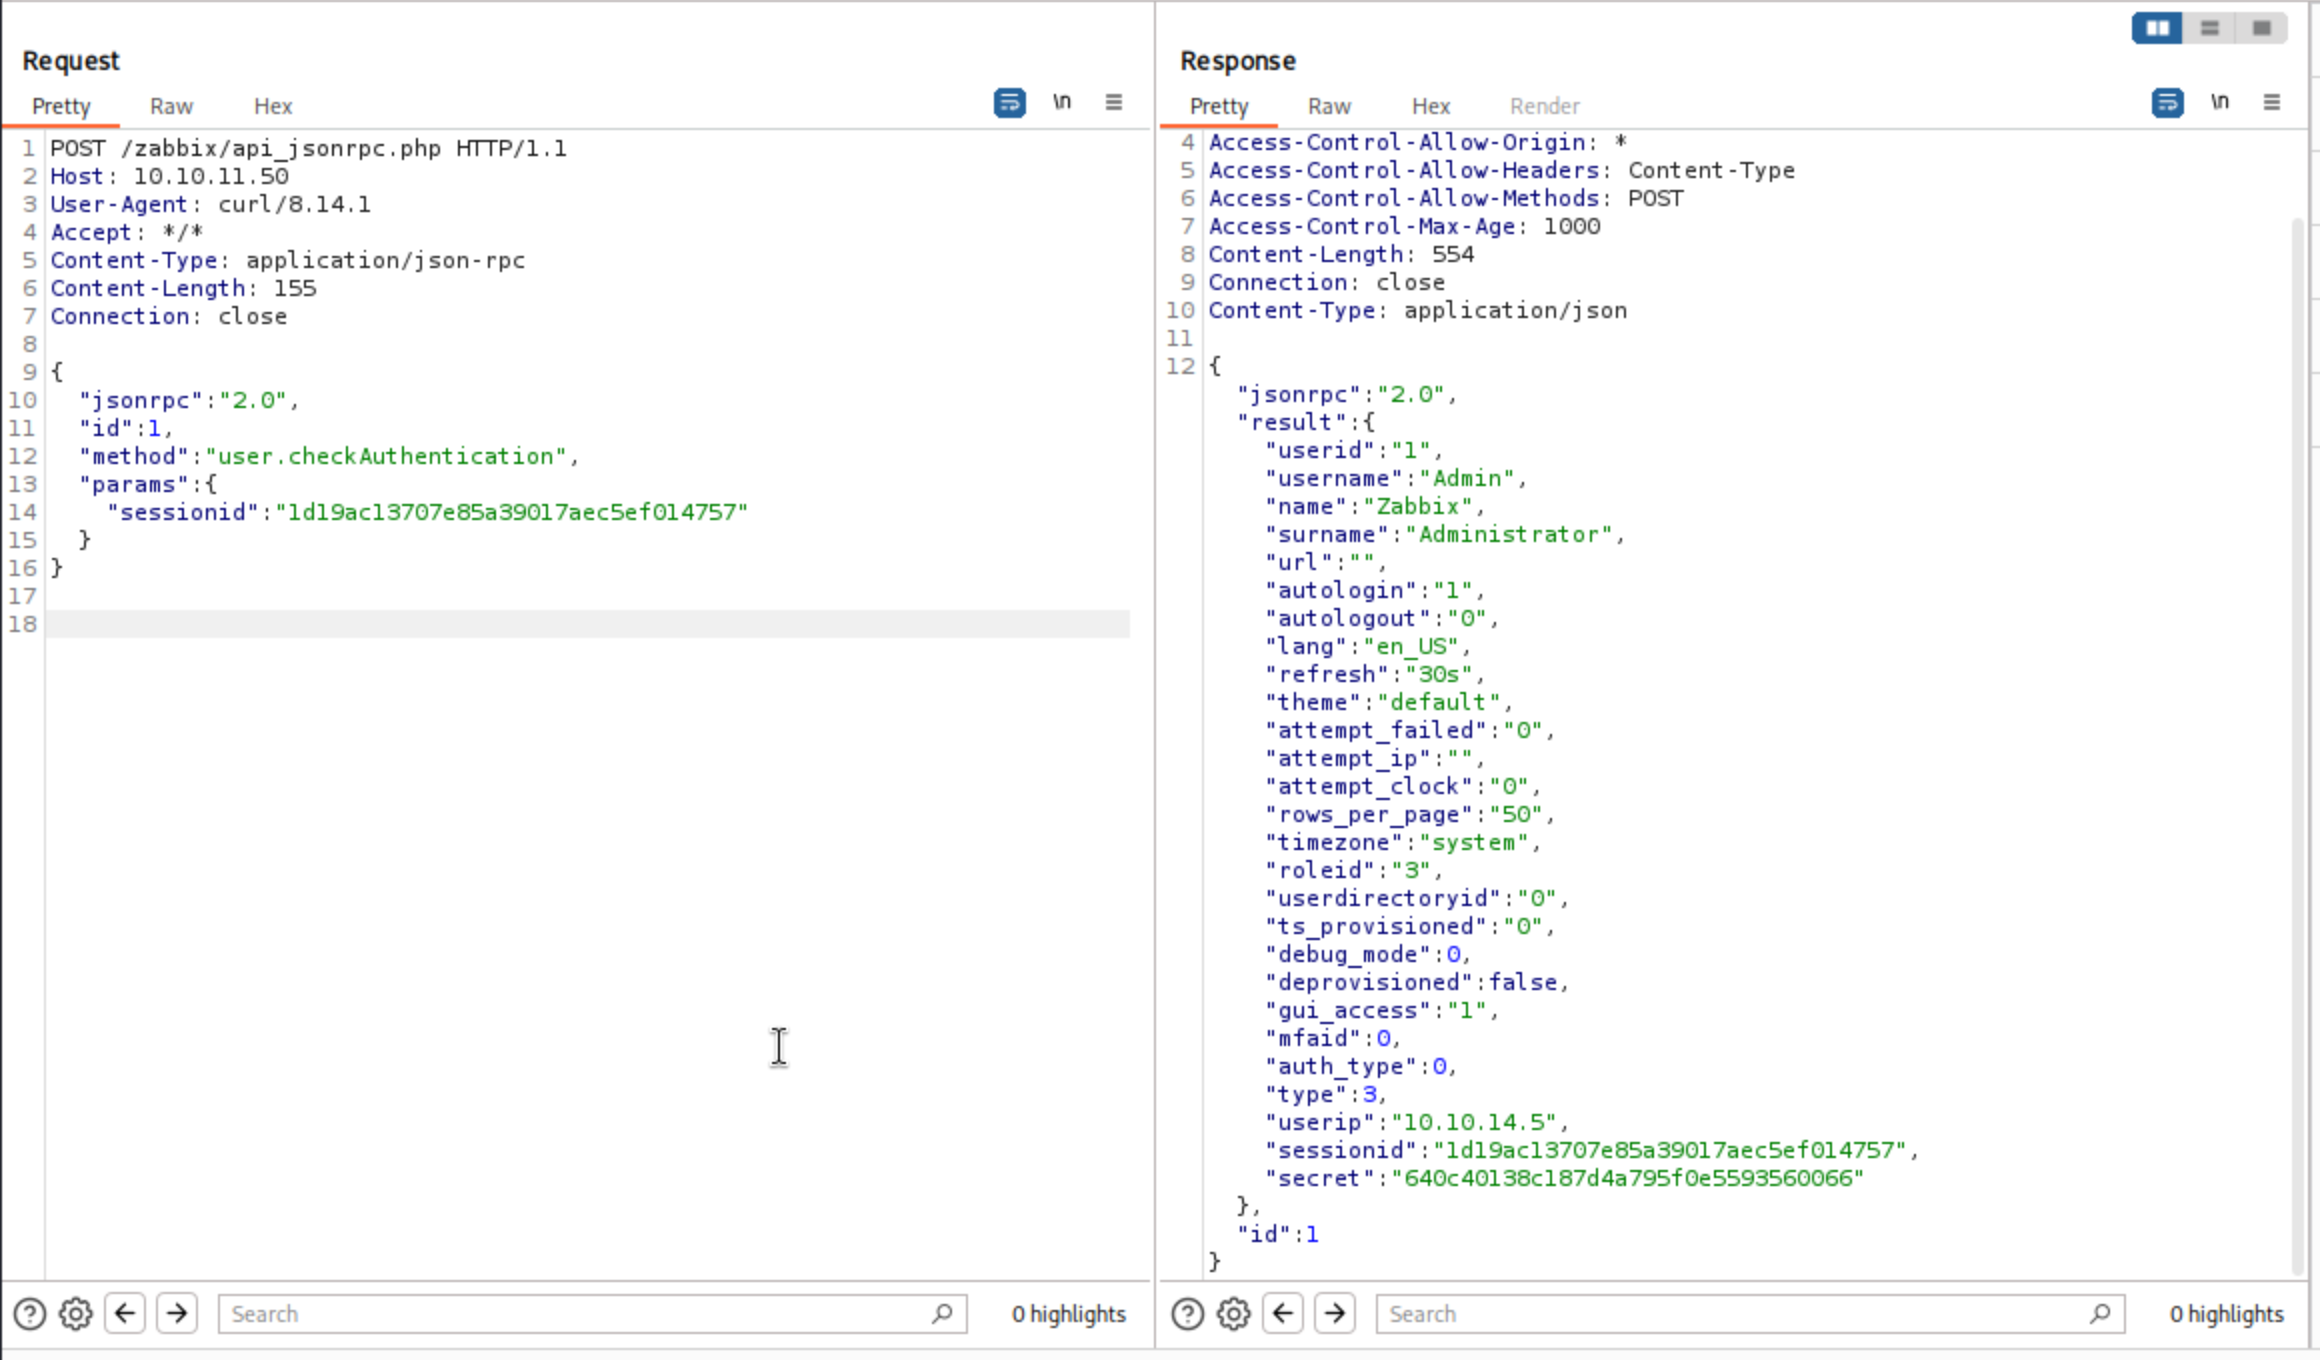 Request
Pretty Raw Hex \n
1 POST /zabbix/api_jsonrpc.php HTTP/1.1
2 Host: 10.10.11.50
3 User-Agent: curl/8.14.1
4 Accept: */*
5 Content-Type: application/json-rpc
6 Content-Length: 155
7 Connection: close
8
9 {
10 "jsonrpc":"2.0",
11 "id":1,
12 "method":"user.checkAuthentication",
13 "params":{
14 "sessionid":"1d19ac13707e85a39017aec5ef014757"
15 }
16 }
17
18
Search 0 highlights
Response
Pretty Raw Hex Render \n
4 Access-Control-Allow-Origin: *
5 Access-Control-Allow-Headers: Content-Type
6 Access-Control-Allow-Methods: POST
7 Access-Control-Max-Age: 1000
8 Content-Length: 554
9 Connection: close
10 Content-Type: application/json
11
12 {
"jsonrpc":"2.0",
"result":{
"userid":"1",
"username":"Admin",
"name":"Zabbix",
"surname":"Administrator",
"url":"",
"autologin":"1",
"autologout":"0",
"lang":"en_US",
"refresh":"30s",
"theme":"default",
"attempt_failed":"0",
"attempt_ip":"",
"attempt_clock":"0",
"rows_per_page":"50",
"timezone":"system",
"roleid":"3",
"userdirectoryid":"0",
"ts_provisioned":"0",
"debug_mode":0,
"deprovisioned":false,
"gui_access":"1",
"mfaid":0,
"auth_type":0,
"type":3,
"userip":"10.10.14.5",
"sessionid":"1d19ac13707e85a39017aec5ef014757",
"secret":"640c40138c187d4a795f0e5593560066"
},
"id":1
}
Search 0 highlights